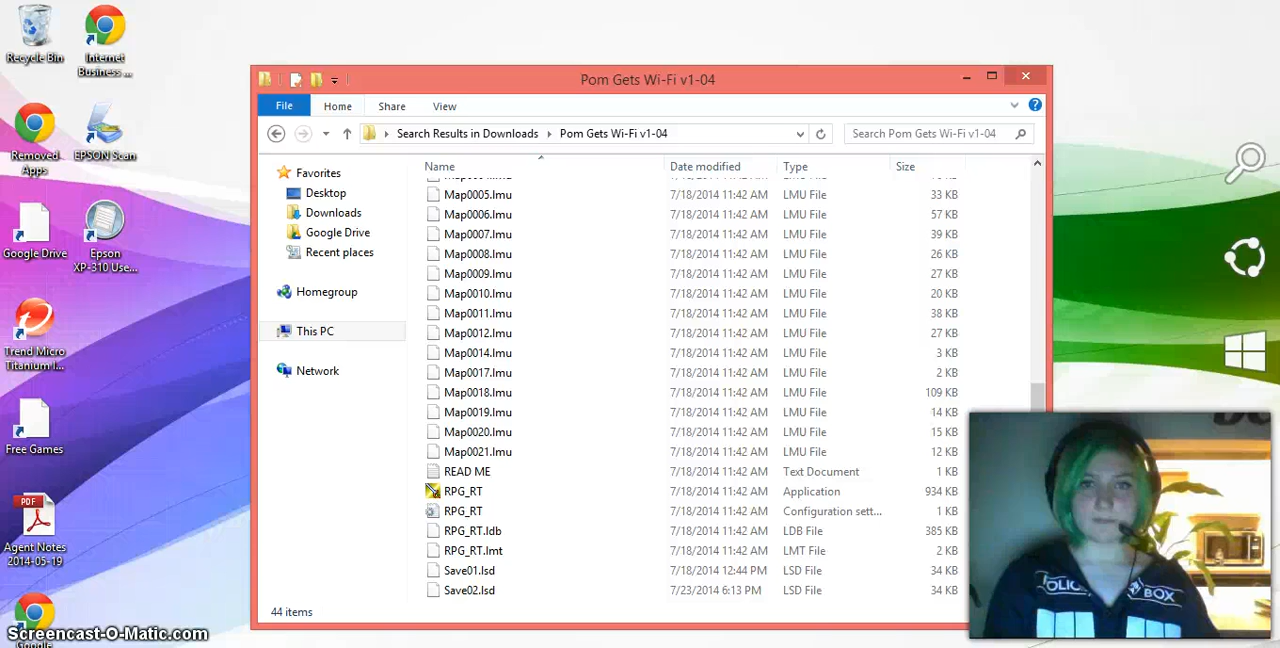 Recycle Bin
Internet
Business ...
Removed
Apps
EPSON Scan
Google Drive
Epson
XP-310 Use...
Trend Micro
Titanium I...
Free Games
PDF
Agent Notes
2014-05-19
Google
Screencast-O-Matic.com
Pom Gets Wi-Fi v1-04
File Home Share View
Search Results in Downloads Pom Gets Wi-Fi v1-04 Search Pom Gets Wi-Fi v1-04
Favorites
Desktop
Downloads
Google Drive
Recent places
Homegroup
This PC
Network
Name Date modified Type Size
Map0005.lmu 7/18/2014 11:42 AM LMU File 33 KB
Map0006.lmu 7/18/2014 11:42 AM LMU File 57 KB
Map0007.lmu 7/18/2014 11:42 AM LMU File 39 KB
Map0008.lmu 7/18/2014 11:42 AM LMU File 26 KB
Map0009.lmu 7/18/2014 11:42 AM LMU File 27 KB
Map0010.lmu 7/18/2014 11:42 AM LMU File 20 KB
Map0011.lmu 7/18/2014 11:42 AM LMU File 38 KB
Map0012.lmu 7/18/2014 11:42 AM LMU File 27 KB
Map0014.lmu 7/18/2014 11:42 AM LMU File 3 KB
Map0017.lmu 7/18/2014 11:42 AM LMU File 2 KB
Map0018.lmu 7/18/2014 11:42 AM LMU File 109 KB
Map0019.lmu 7/18/2014 11:42 AM LMU File 14 KB
Map0020.lmu 7/18/2014 11:42 AM LMU File 15 KB
Map0021.lmu 7/18/2014 11:42 AM LMU File 12 KB
READ ME 7/18/2014 11:42 AM Text Document 1 KB
RPG_RT 7/18/2014 11:42 AM Application 934 KB
RPG_RT 7/18/2014 11:42 AM Configuration sett... 1 KB
RPG_RT.ldb 7/18/2014 11:42 AM LDB File 385 KB
RPG_RT.lmt 7/18/2014 11:42 AM LMT File 2 KB
Save01.lsd 7/18/2014 12:44 PM LSD File 34 KB
Save02.lsd 7/23/2014 6:13 PM LSD File 34 KB
44 items
BOX